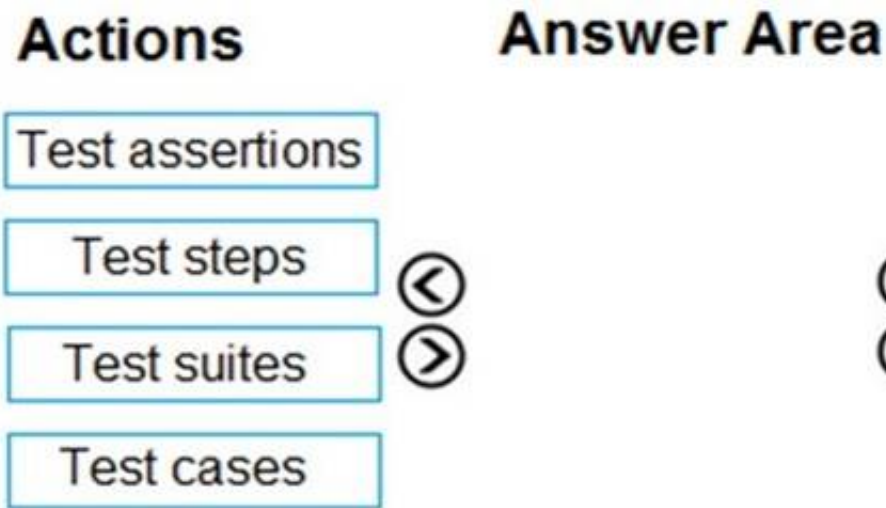 Actions
Answer Area
Test assertions
Test steps
Test suites
Test cases